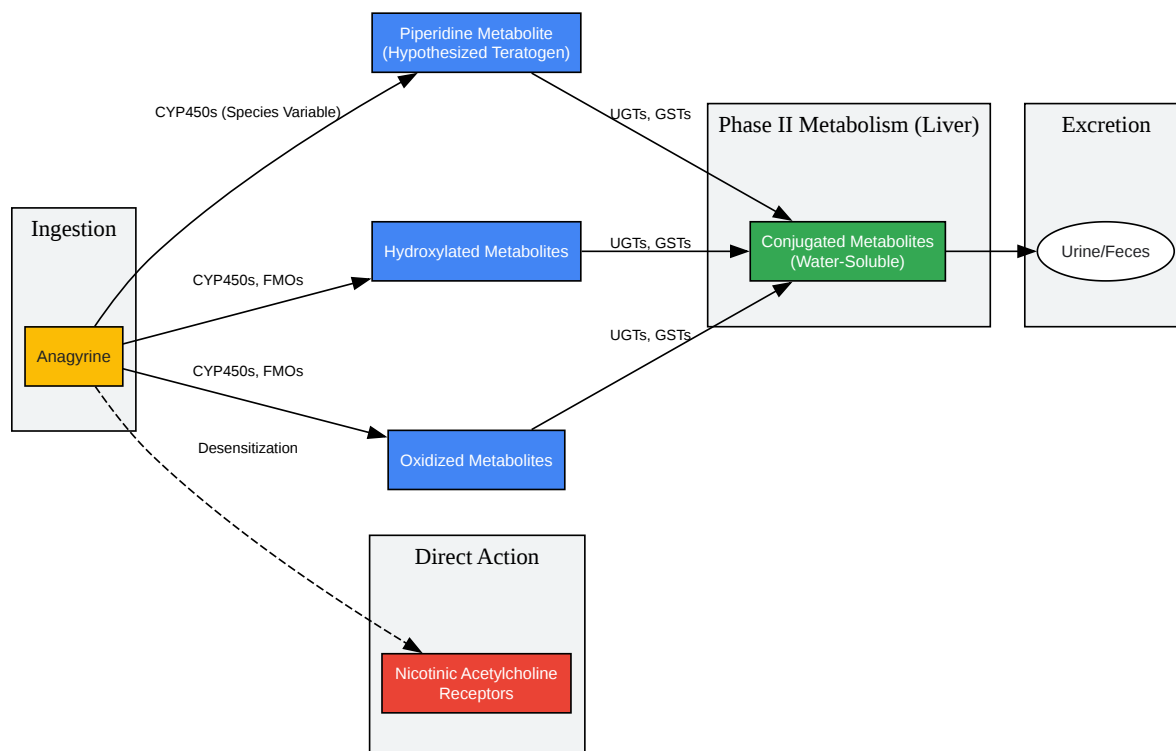 Piperidine Metabolite
(Hypothesized Teratogen)
CYP450s (Species Variable)
UGTs, GSTs
Phase II Metabolism (Liver)
Excretion
Ingestion
Hydroxylated Metabolites
UGTs, GSTs
Conjugated Metabolites
(Water-Soluble)
Urine/Feces
CYP450s, FMOs
Anagyrine
UGTs, GSTs
CYP450s, FMOs
Desensitization
Oxidized Metabolites
Direct Action
Nicotinic Acetylcholine
Receptors